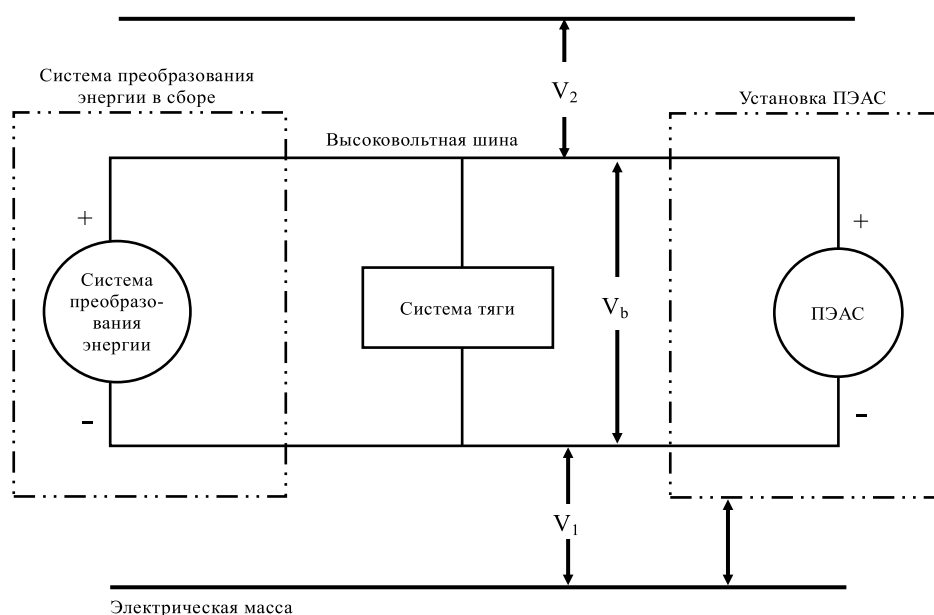 Система преобразования
энергии в сборе
V2
Установка ПЭАС
Высоковольтная шина
+
+
Система
преобразо-
вания
энергии
Система тяги
Vb
ПЭАС
-
-
V1
Электрическая масса